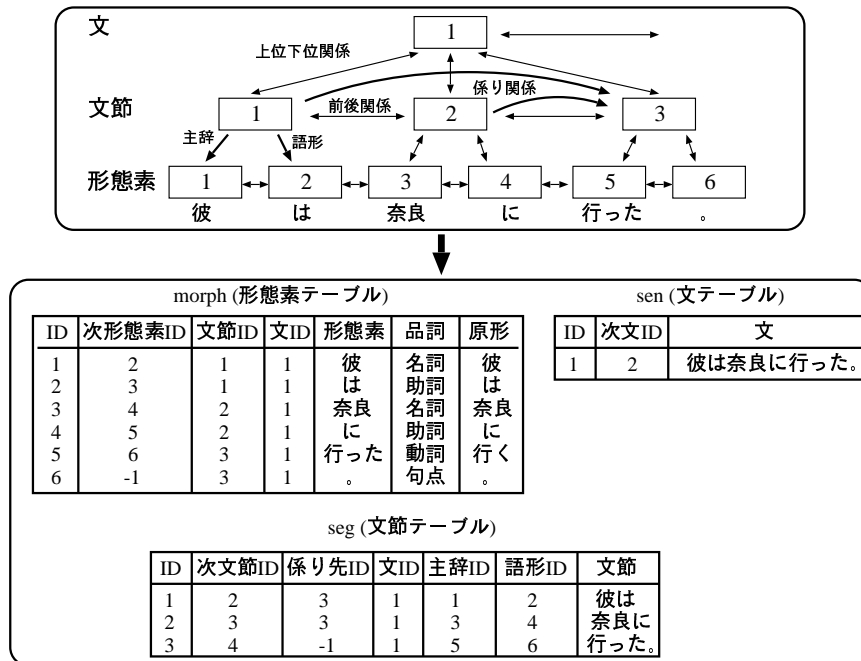 文 1
上位下位関係
係り関係
文節 1 前後関係 2 3
主辞 語形
形態素 1 2 3 4 5 6
彼 は 奈良 に 行った 。
morph (形態素テーブル)
ID 次形態素ID 文節ID 文ID 形態素 品詞 原形
1 2 1 1 彼 名詞 彼
2 3 1 1 は 助詞 は
3 4 2 1 奈良 名詞 奈良
4 5 2 1 に 助詞 に
5 6 3 1 行った 動詞 行く
6 -1 3 1 。 句点 。
sen (文テーブル)
ID 次文ID 文
1 2 彼は奈良に行った。
seg (文節テーブル)
ID 次文節ID 係り先ID 文ID 主辞ID 語形ID 文節
1 2 3 1 1 2 彼は
2 3 3 1 3 4 奈良に
3 4 -1 1 5 6 行った。